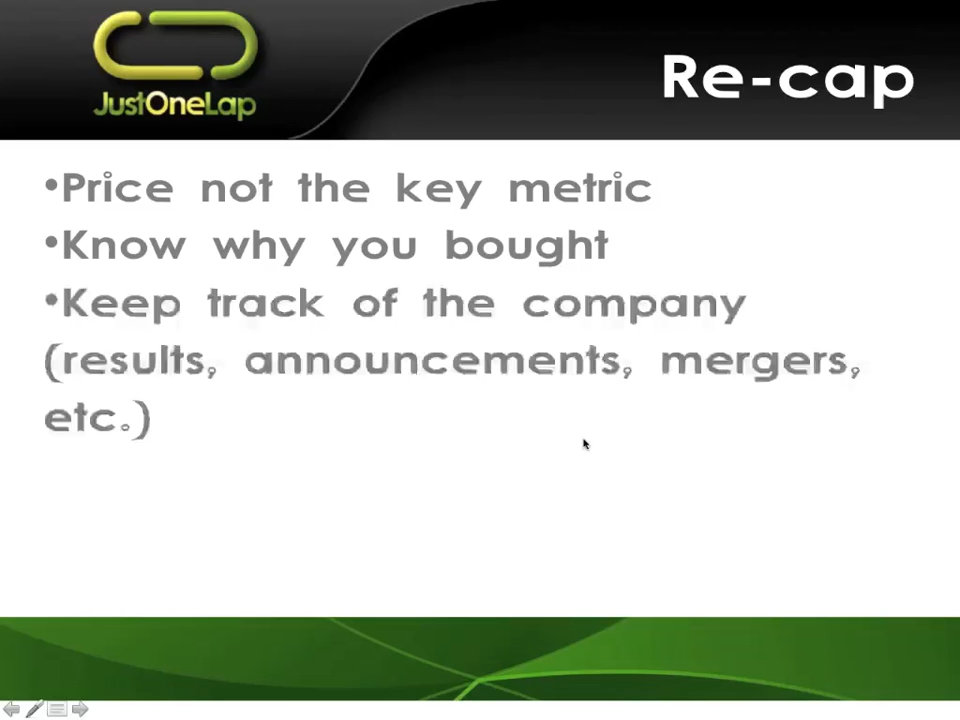 JustOneLap
Re-cap
•Price not the key metric
•Know why you bought
•Keep track of the company
(results, announcements, mergers,
etc.)